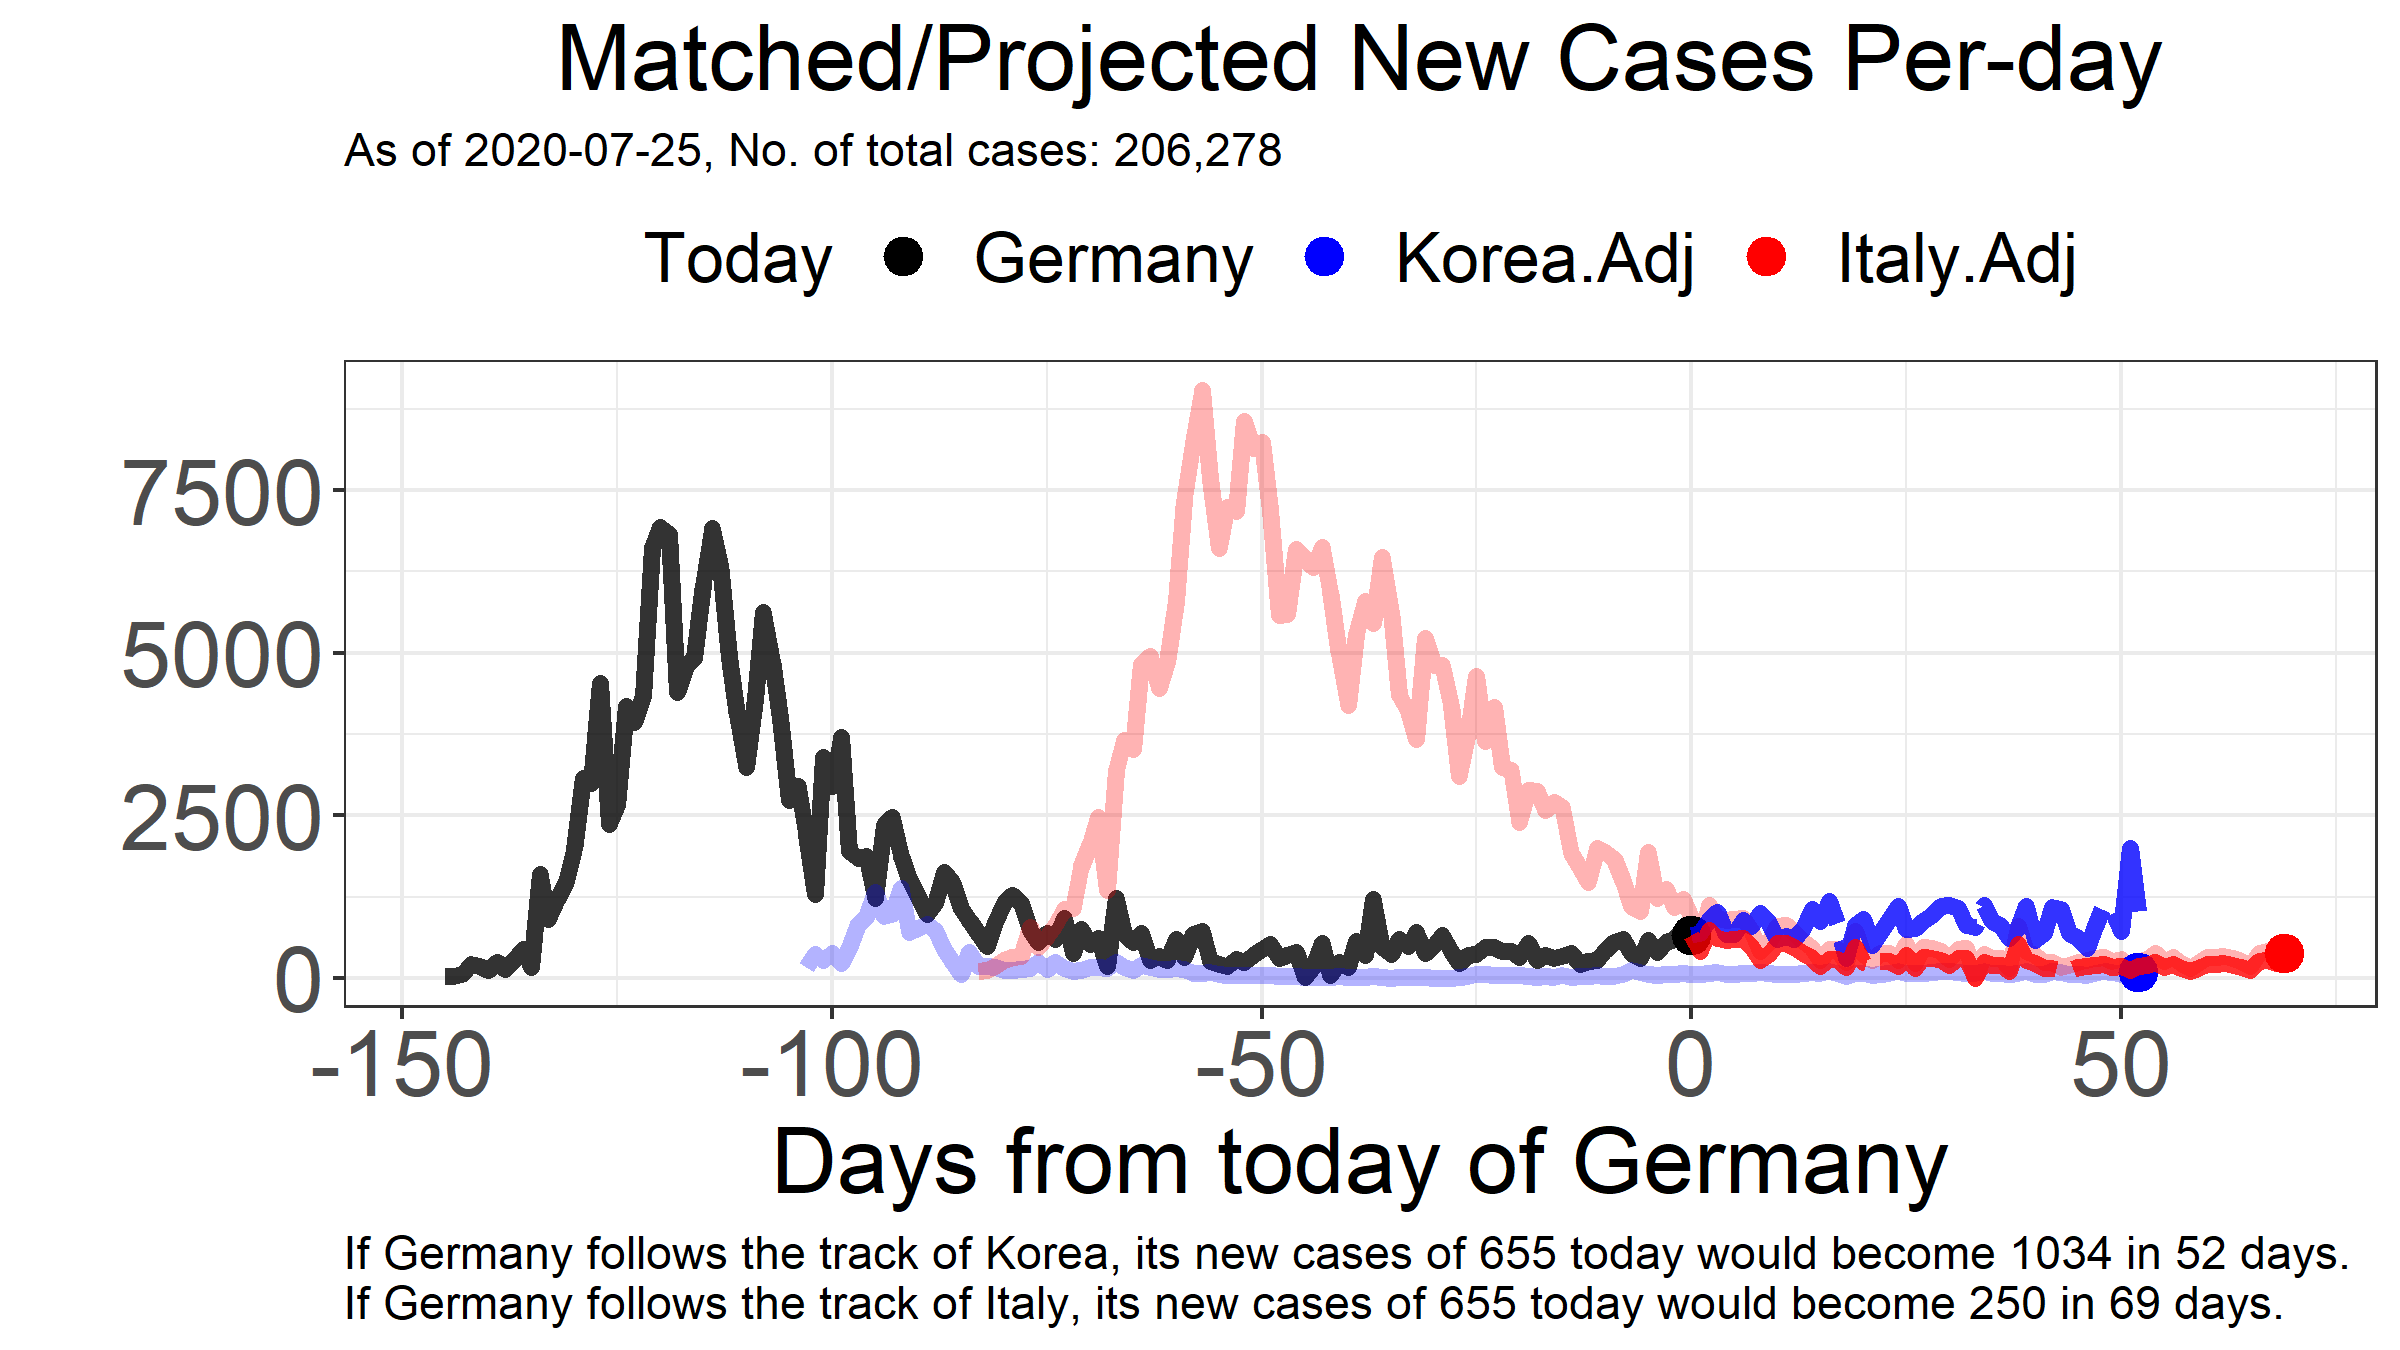 Matched/Projected New Cases Per-day
As of 2020-07-25, No. of total cases: 206,278
Today Germany Korea.Adj Italy.Adj
7500
5000
2500
0
-150 -100 -50 0 50
Days from today of Germany
If Germany follows the track of Korea, its new cases of 655 today would become 1034 in 52 days.
If Germany follows the track of Italy, its new cases of 655 today would become 250 in 69 days.